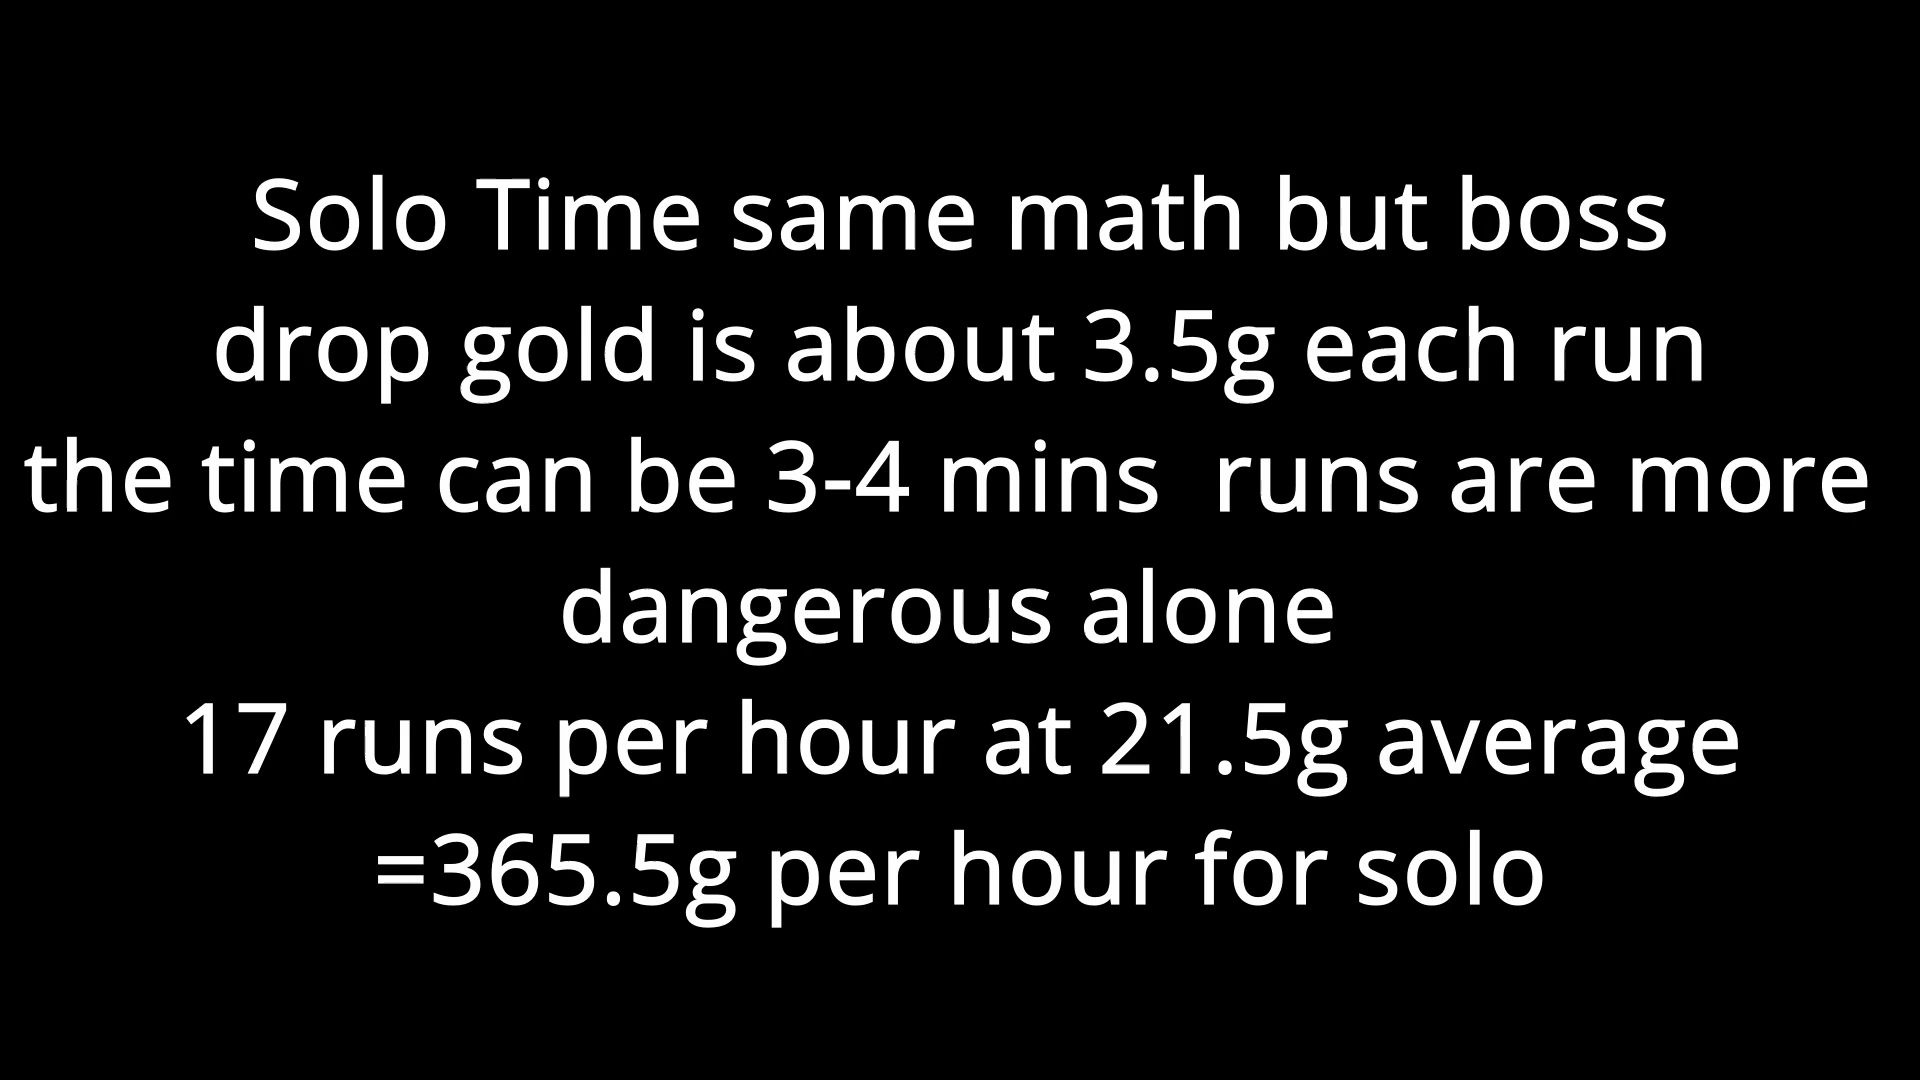 Solo Time same math but boss
drop gold is about 3.5g each run
the time can be 3-4 mins  runs are more
dangerous alone
17 runs per hour at 21.5g average
=365.5g per hour for solo